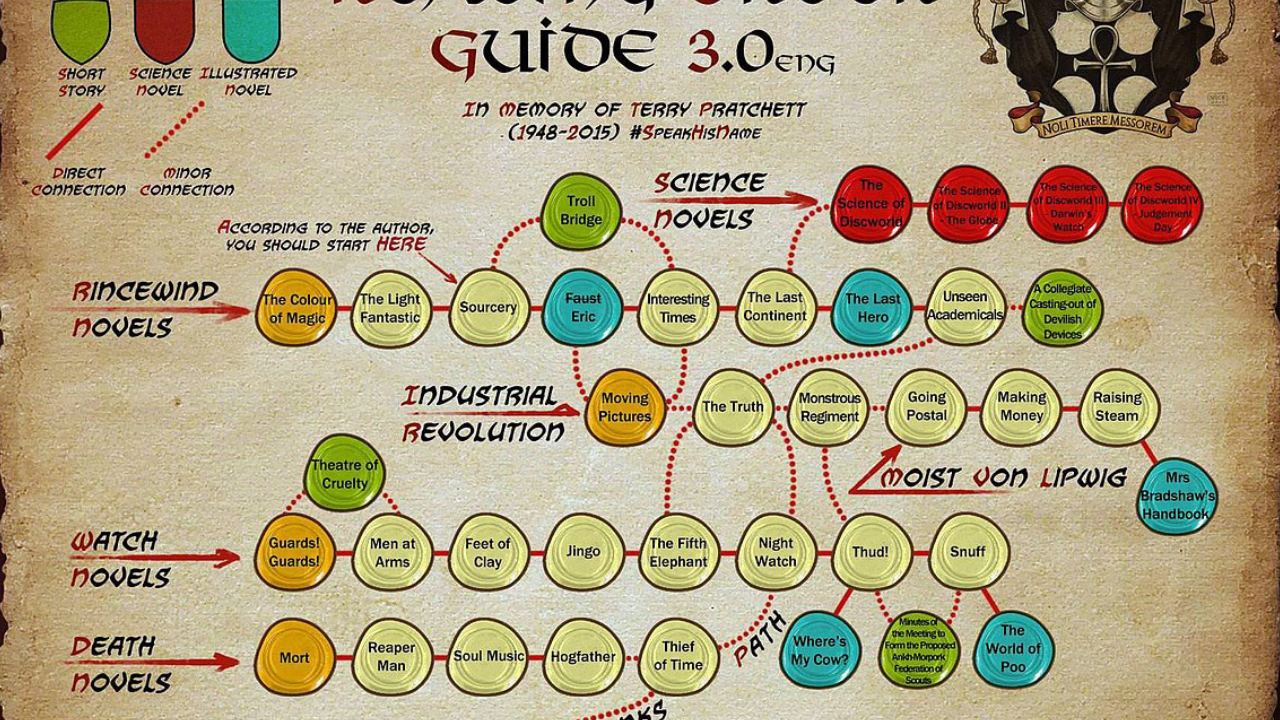 GUIDE 3.0ENG
IN MEMORY OF TERRY PRATCHETT
(1948-2015) #SPEAKHISNAME
SHORT
STORY
SCIENCE
NOVEL
ILLUSTRATED
NOVEL
DIRECT
CONNECTION
MINOR
CONNECTION
NOLI TIMERE MESSOREM
SCIENCE
NOVELS
The
Science of
Discworld
The Science
of Discworld II
- The Globe
The Science
of Discworld III
- Darwin's
Watch
The Science
of Discworld IV
- Judgement
Day
Troll
Bridge
ACCORDING TO THE AUTHOR,
YOU SHOULD START HERE
RINCEWIND
NOVELS
The Colour
of Magic
The Light
Fantastic
Sourcery
Faust
Eric
Interesting
Times
The Last
Continent
The Last
Hero
Unseen
Academicals
A Collegiate
Casting-out of
Devilish
Devices
INDUSTRIAL
REVOLUTION
Moving
Pictures
The Truth
Monstrous
Regiment
Going
Postal
Making
Money
Raising
Steam
MOIST VON LIPWIG
Mrs
Bradshaw's
Handbook
Theatre of
Cruelty
WATCH
NOVELS
Guards!
Guards!
Men at
Arms
Feet of
Clay
Jingo
The Fifth
Elephant
Night
Watch
Thud!
Snuff
Where's
My Cow?
Minutes of
the Meeting to
Form the Proposed
Ankh-Morpork
Federation of
Scouts
The
World of
Poo
DEATH
NOVELS
Mort
Reaper
Man
Soul Music
Hogfather
Thief
of Time
PATH